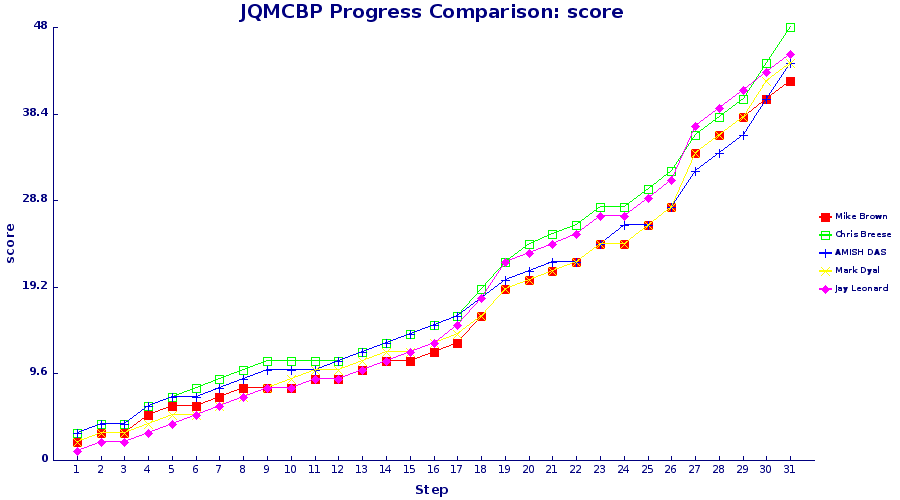 JQMCBP Progress Comparison: score
48
38.4
28.8
19.2
9.6
0
score
1 2 3 4 5 6 7 8 9 10 11 12 13 14 15 16 17 18 19 20 21 22 23 24 25 26 27 28 29 30 31
Step
Mike Brown
Chris Breese
AMISH DAS
Mark Dyal
Jay Leonard